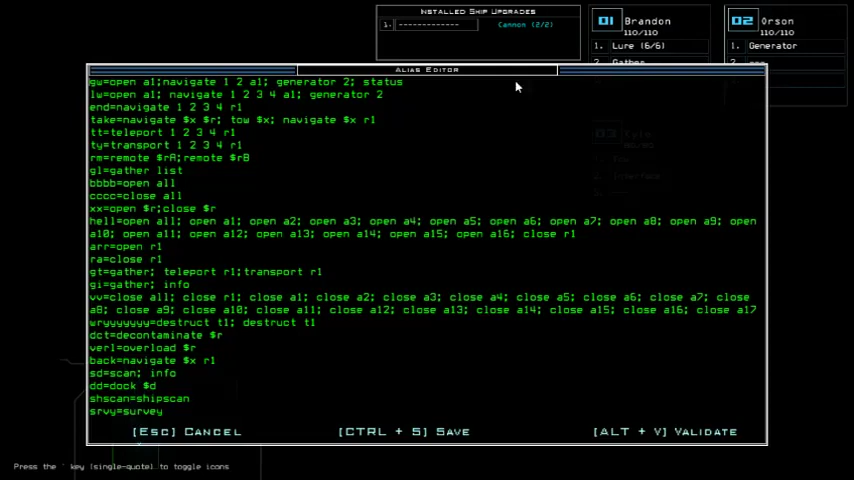 Installed Ship Upgrades
1. ------------- Cannon (2/2)
01 Brandon
110/110
1. Lure (6/6)
2. Gather
02 Orson
110/110
1. Generator
Alias Editor
gw=open a1;navigate 1 2 a1; generator 2; status
lw=open a1; navigate 1 2 3 4 a1; generator 2
end=navigate 1 2 3 4 r1
take=navigate $x $r; tow $x; navigate $x r1
tt=teleport 1 2 3 4 r1
ty=transport 1 2 3 4 r1
rm=remote $rA;remote $rB
gl=gather list
bbbb=open all
cccc=close all
xx=open $r;close $r
hell=open all; open a1; open a2; open a3; open a4; open a5; open a6; open a7; open a8; open a9; open
a10; open a11; open a12; open a13; open a14; open a15; open a16; close r1
arr=open r1
ra=close r1
gt=gather; teleport r1;transport r1
gi=gather; info
vv=close all; close r1; close a1; close a2; close a3; close a4; close a5; close a6; close a7; close
a8; close a9; close a10; close a11; close a12; close a13; close a14; close a15; close a16; close a17
wryyyyyy=destruct t1; destruct t1
dct=decontaminate $r
verl=overload $r
back=navigate $x r1
sd=scan; info
dd=dock $d
shscan=shipscan
srvy=survey
[Esc] Cancel [CTRL + S] Save [ALT + V] Validate
Press the ` key (single-quote) to toggle icons